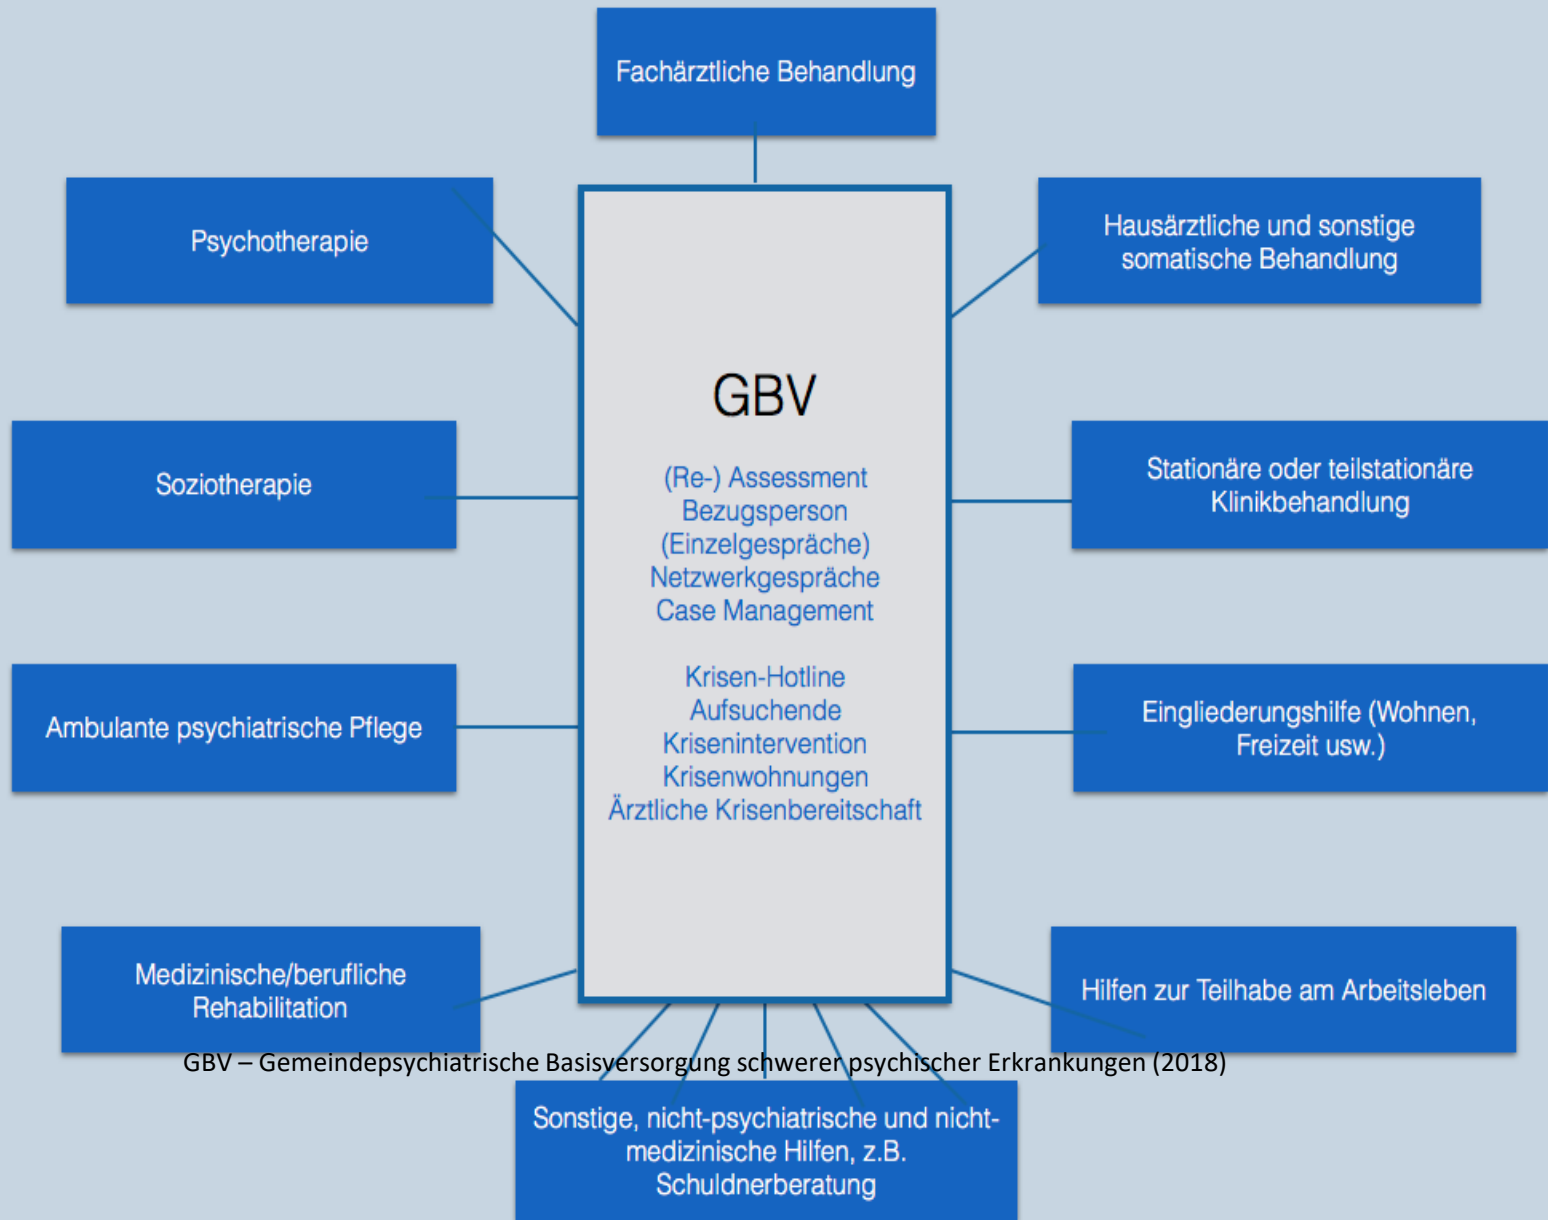 Fachärztliche Behandlung
Psychotherapie
Hausärztliche und sonstige
somatische Behandlung
GBV
(Re-) Assessment
Bezugsperson
(Einzelgespräche)
Netzwerkgespräche
Case Management
Krisen-Hotline
Aufsuchende
Krisenintervention
Krisenwohnungen
Ärztliche Krisenbereitschaft
Soziotherapie
Stationäre oder teilstationäre
Klinikbehandlung
Ambulante psychiatrische Pflege
Eingliederungshilfe (Wohnen,
Freizeit usw.)
Medizinische/berufliche
Rehabilitation
Hilfen zur Teilhabe am Arbeitsleben
GBV – Gemeindepsychiatrische Basisversorgung schwerer psychischer Erkrankungen (2018)
Sonstige, nicht-psychiatrische und nicht-
medizinische Hilfen, z.B.
Schuldnerberatung